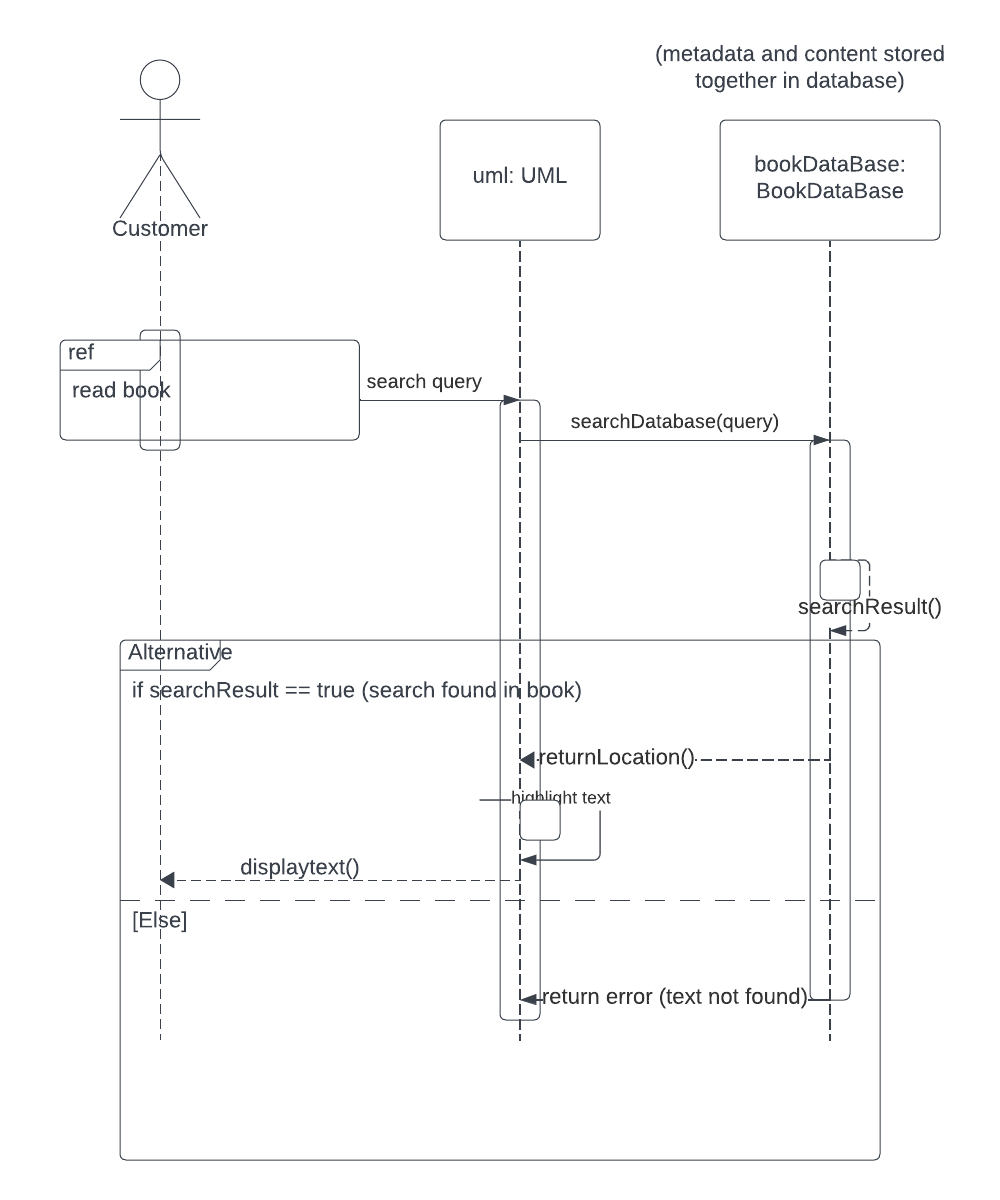 (metadata and content stored
together in database)
uml: UML
bookDataBase:
BookDataBase
Customer
ref
read book
search query
searchDatabase(query)
searchResult()
Alternative
if searchResult == true (search found in book)
returnLocation()
highlight text
displaytext()
[Else]
return error (text not found)